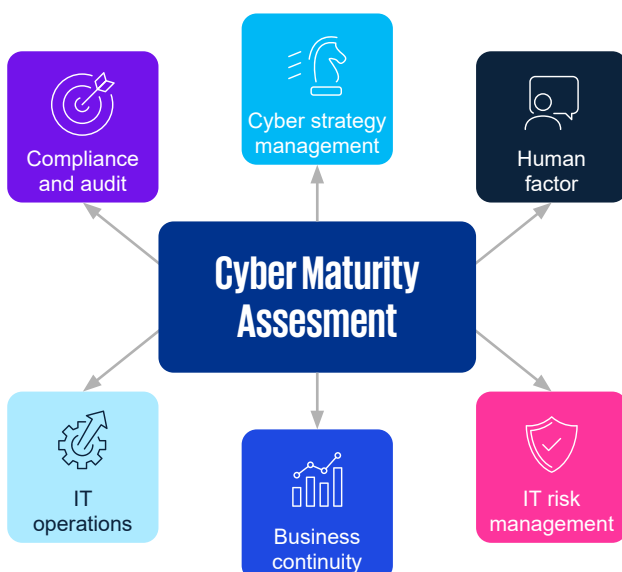 Cyber strategy
management
Compliance
and audit
Human
factor
Cyber Maturity
Assesment
IT
operations
Business
continuity
IT risk
management